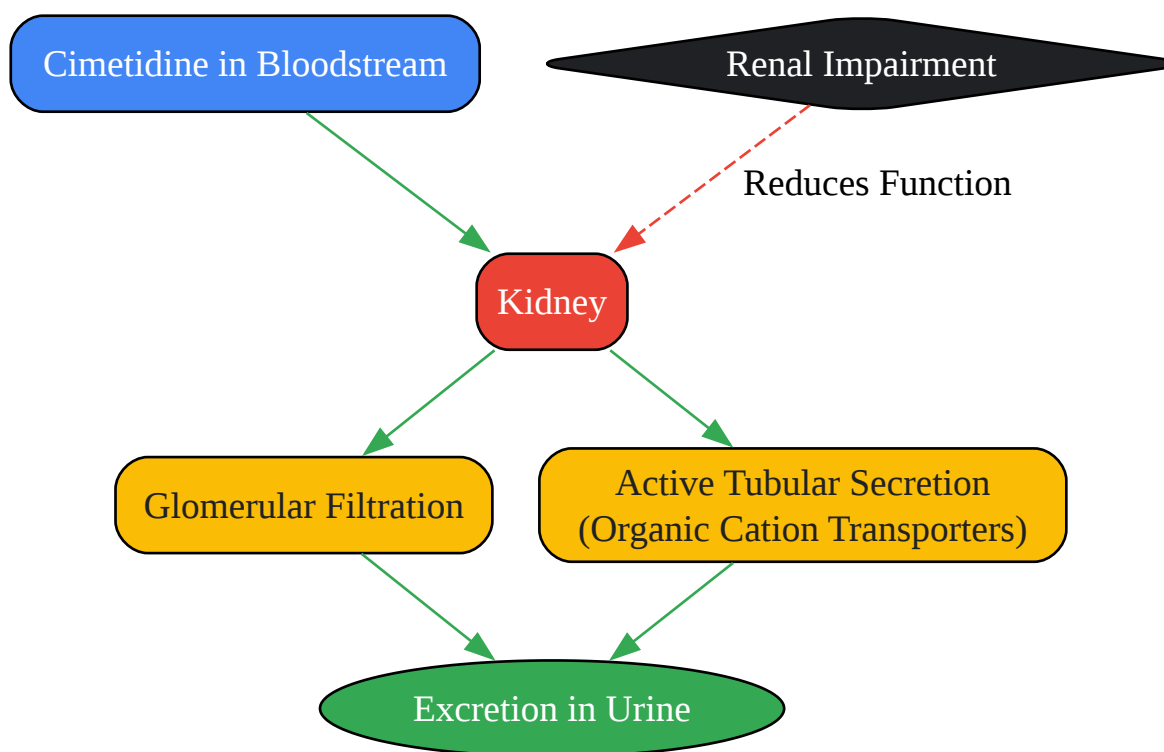 Cimetidine in Bloodstream
Renal Impairment
Reduces Function
Kidney
Glomerular Filtration
Active Tubular Secretion
(Organic Cation Transporters)
Excretion in Urine